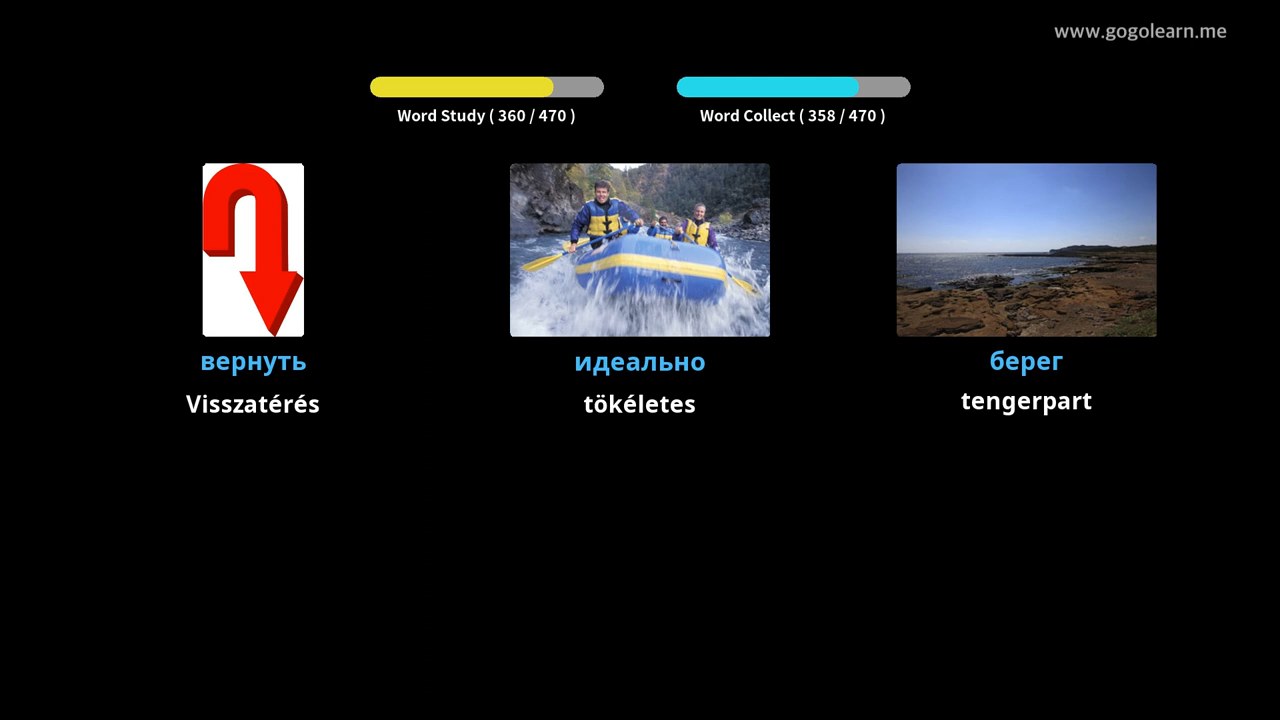 www.gogolearn.me
Word Study ( 360 / 470 )
Word Collect ( 358 / 470 )
вернуть
Visszatérés
идеально
tökéletes
берег
tengerpart